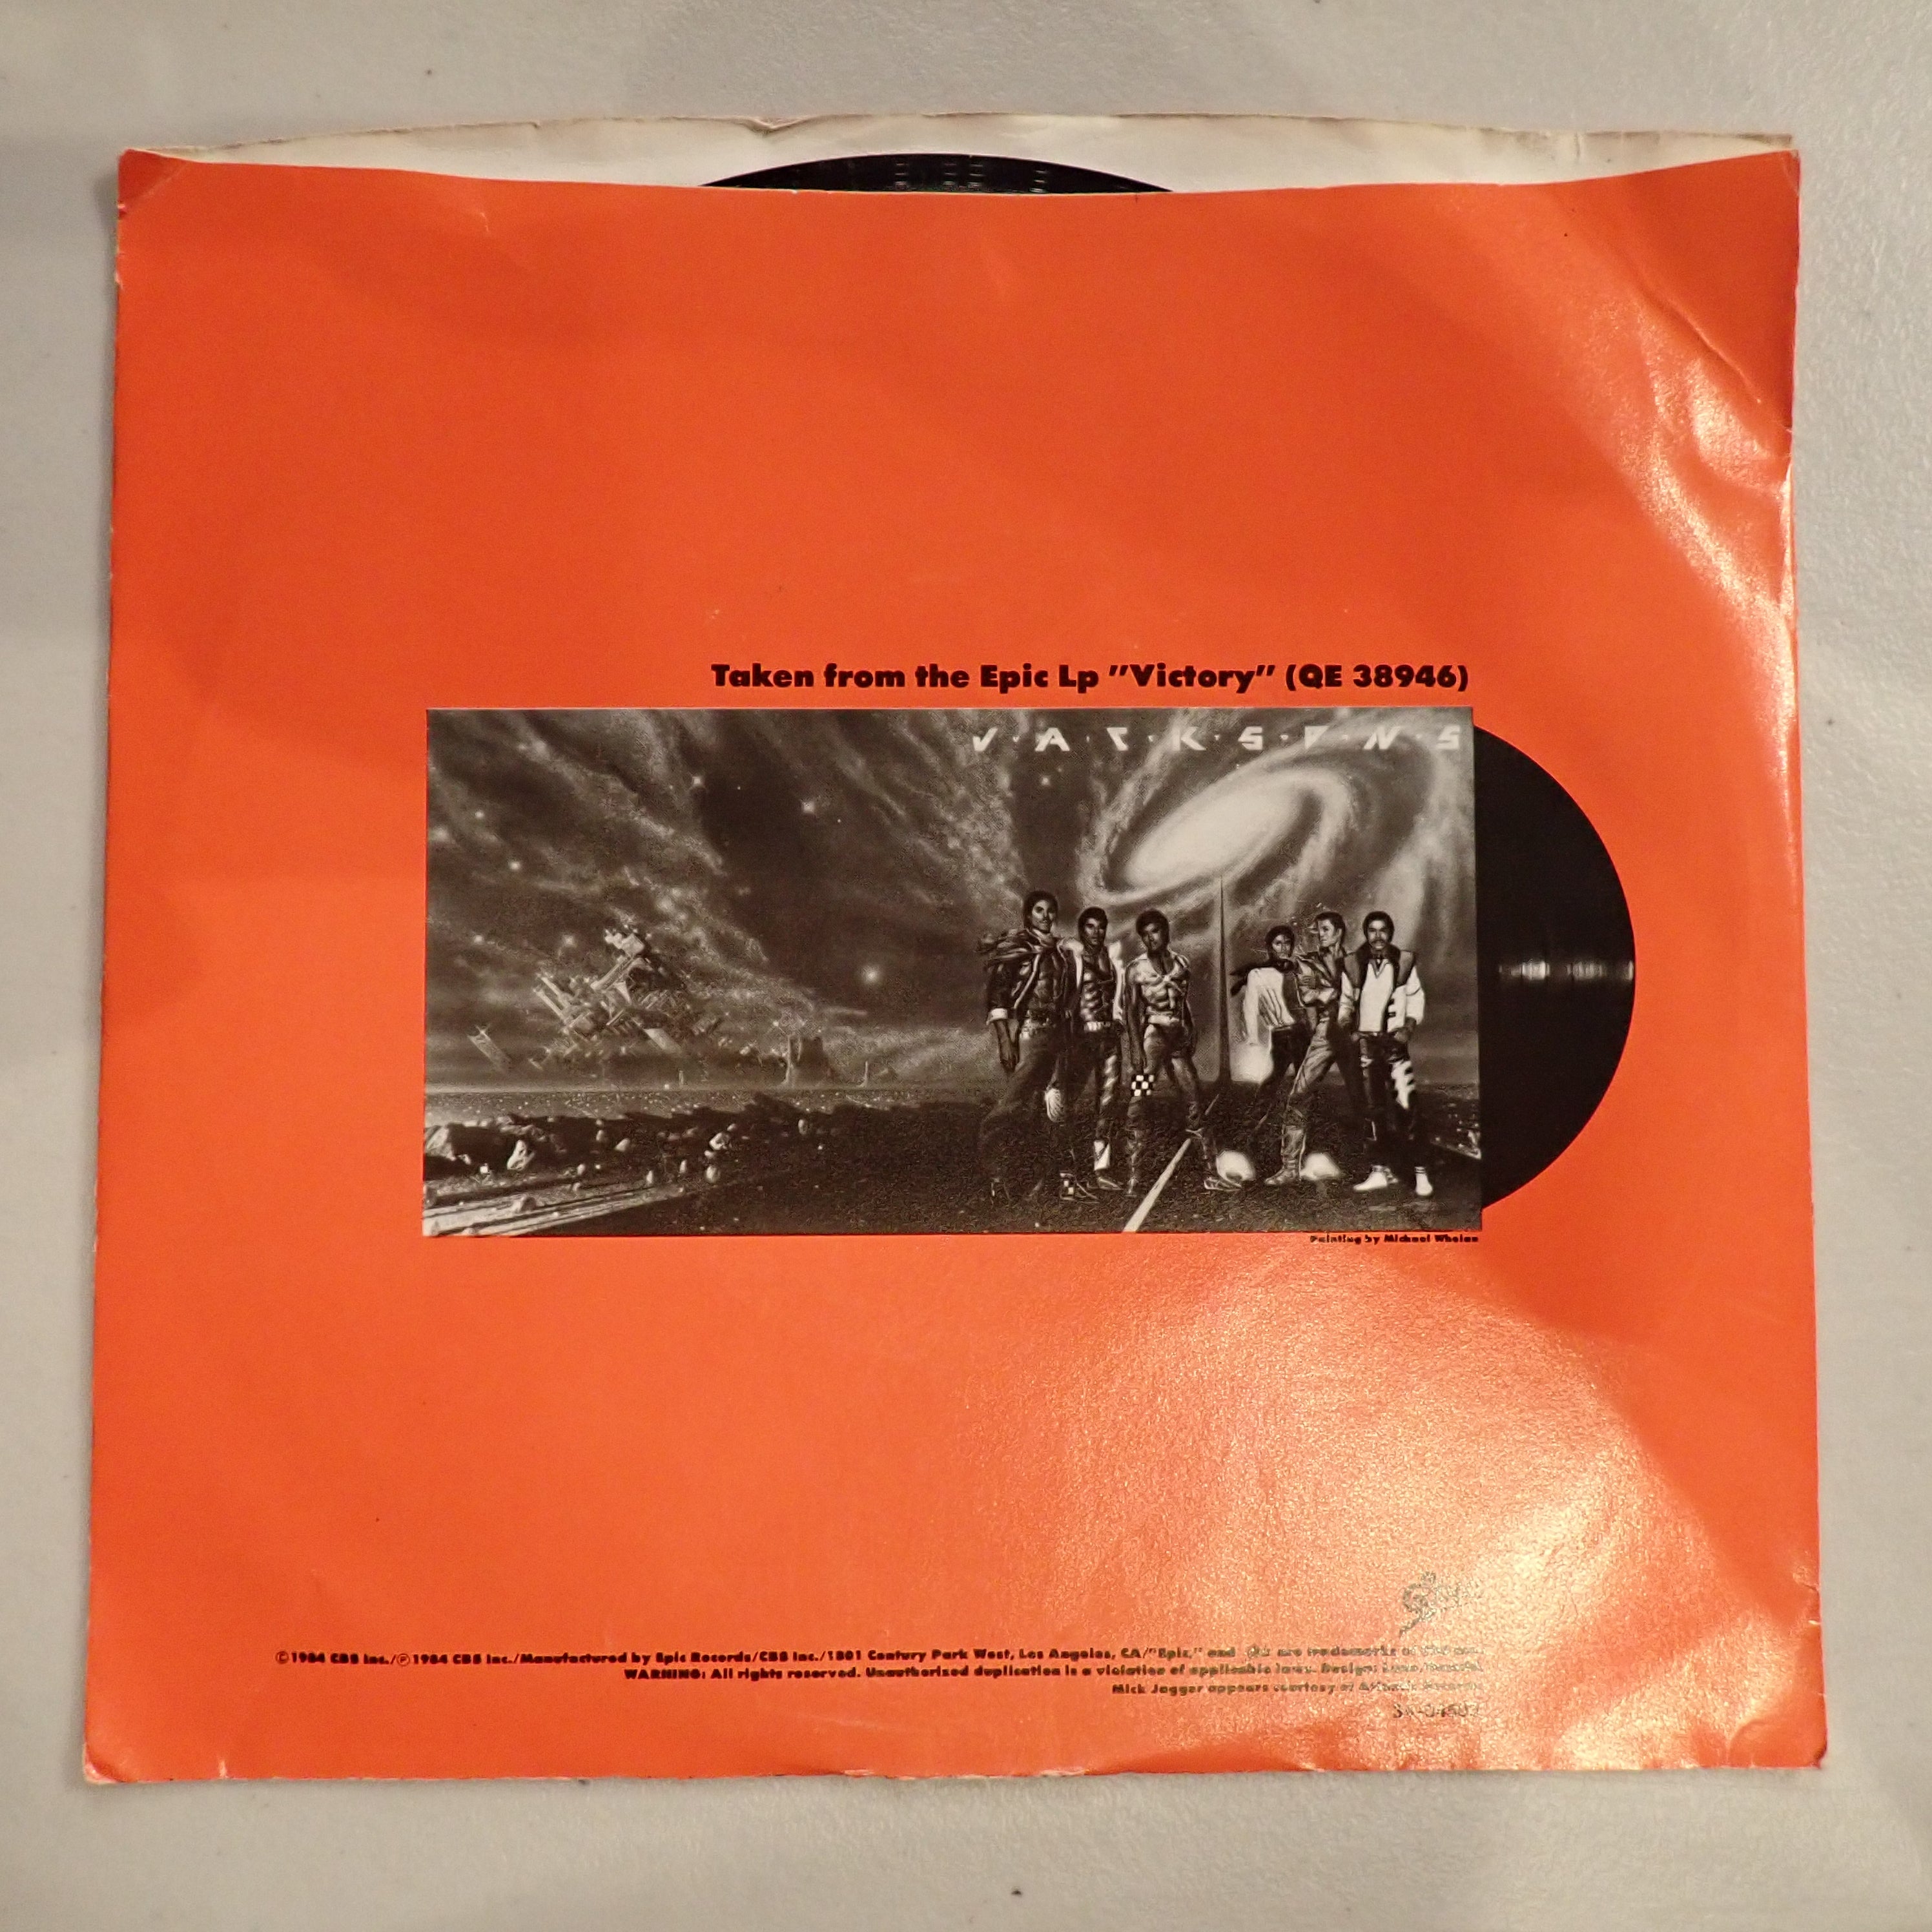 Taken from the Epic Lp "Victory" (QE 38946)
JACKSONS
Painting by Michael Whelan
©1984 CBS Inc./℗1984 CBS Inc./Manufactured by Epic Records/CBS Inc./1801 Century Park West, Los Angeles, CA/"Epic," and are trademarks of
WARNING: All rights reserved. Unauthorized duplication is a violation of applicable laws. Design:
Mick Jagger appears courtesy of